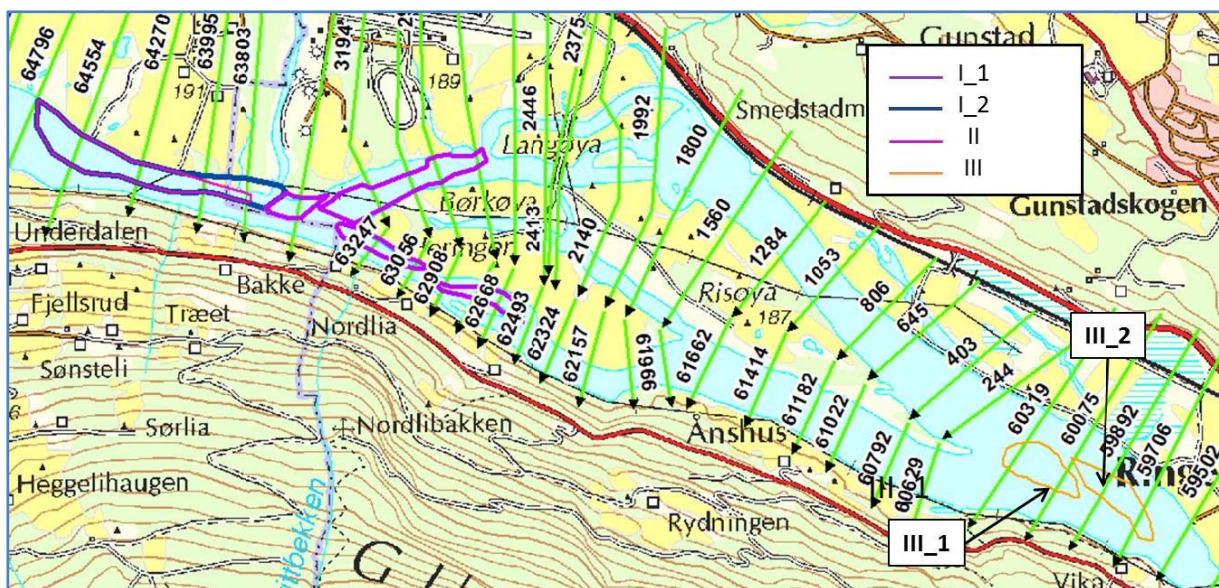 64796
64554
64270
63995
63803
3194
2446
2375
1992
1800
1560
1284
1053
806
645
403
244
60319
60075
59892
59706
59502
191
189
Langøya
Børkøya
Smedstadm
Gunstad
I_1
I_2
II
III
Gunstadskogen
Underdalen
Bakke
Fjellsrud
Træet
Nordlia
Sønsteli
Sørlia
Nordlibakken
Heggelihaugen
63247
63056
62908
62668
62493
62324
62157
2413
2140
61662
61414
61182
61022
60792
60629
Risøya
187
Ånshus
Rydningen
III_2
III_1
Vika